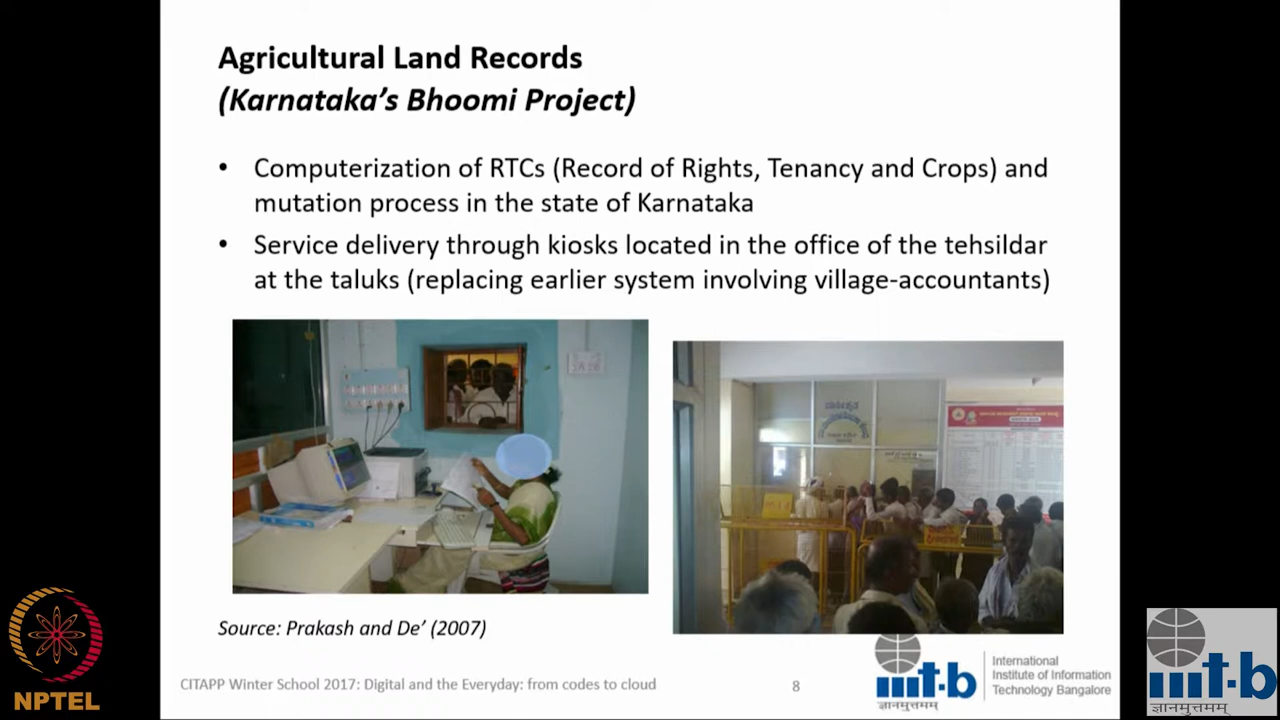 Agricultural Land Records
(Karnataka's Bhoomi Project)
• Computerization of RTCs (Record of Rights, Tenancy and Crops) and
mutation process in the state of Karnataka
• Service delivery through kiosks located in the office of the tehsildar
at the taluks (replacing earlier system involving village-accountants)
Source: Prakash and De' (2007)
CITAPP Winter School 2017: Digital and the Everyday: from codes to cloud
8
iiit-b
ज्ञानमुत्तमम्
International
Institute of Information
Technology Bangalore
NPTEL
iiit-b
ज्ञानमुत्तमम्